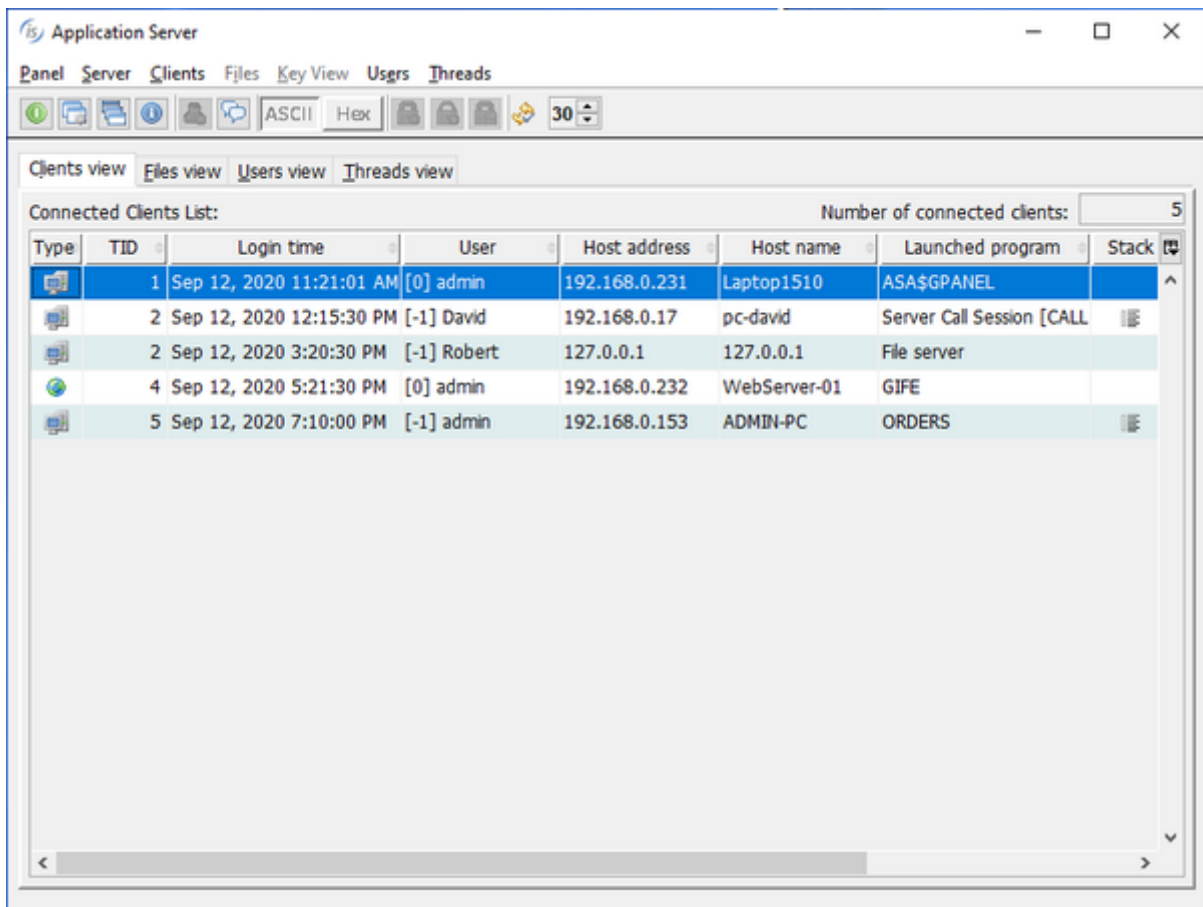 is Application Server
Panel Server Clients Files Key View Users Threads
ASCII Hex 30
Clients view Files view Users view Threads view
Connected Clients List: Number of connected clients: 5
Type TID Login time User Host address Host name Launched program Stack
1 Sep 12, 2020 11:21:01 AM [0] admin 192.168.0.231 Laptop1510 ASA$GPANEL
2 Sep 12, 2020 12:15:30 PM [-1] David 192.168.0.17 pc-david Server Call Session [CALL
2 Sep 12, 2020 3:20:30 PM [-1] Robert 127.0.0.1 127.0.0.1 File server
4 Sep 12, 2020 5:21:30 PM [0] admin 192.168.0.232 WebServer-01 GIFE
5 Sep 12, 2020 7:10:00 PM [-1] admin 192.168.0.153 ADMIN-PC ORDERS